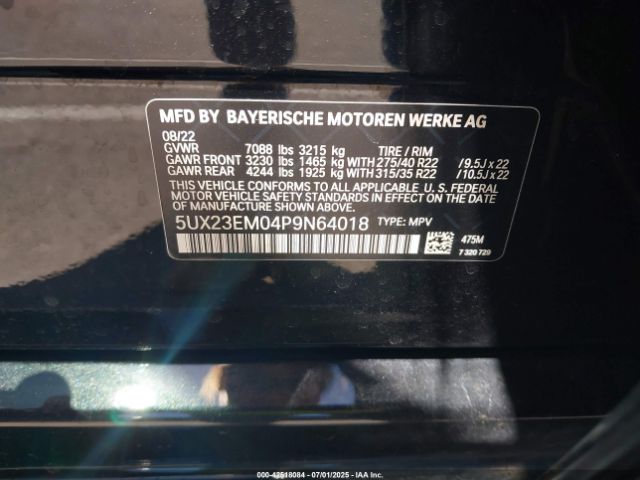 MFD BY BAYERISCHE MOTOREN WERKE AG
08/22
GVWR 7088 lbs 3215 kg TIRE / RIM
GAWR FRONT 3230 lbs 1465 kg WITH 275/40 R22 / 9.5J x 22
GAWR REAR 4244 lbs 1925 kg WITH 315/35 R22 / 10.5J x 22
THIS VEHICLE CONFORMS TO ALL APPLICABLE U. S. FEDERAL
MOTOR VEHICLE SAFETY STANDARDS IN EFFECT ON THE DATE
OF MANUFACTURE SHOWN ABOVE.
5UX23EM04P9N64018 TYPE: MPV
475M
7 320 729
000-42518084 - 07/01/2025 - IAA Inc.